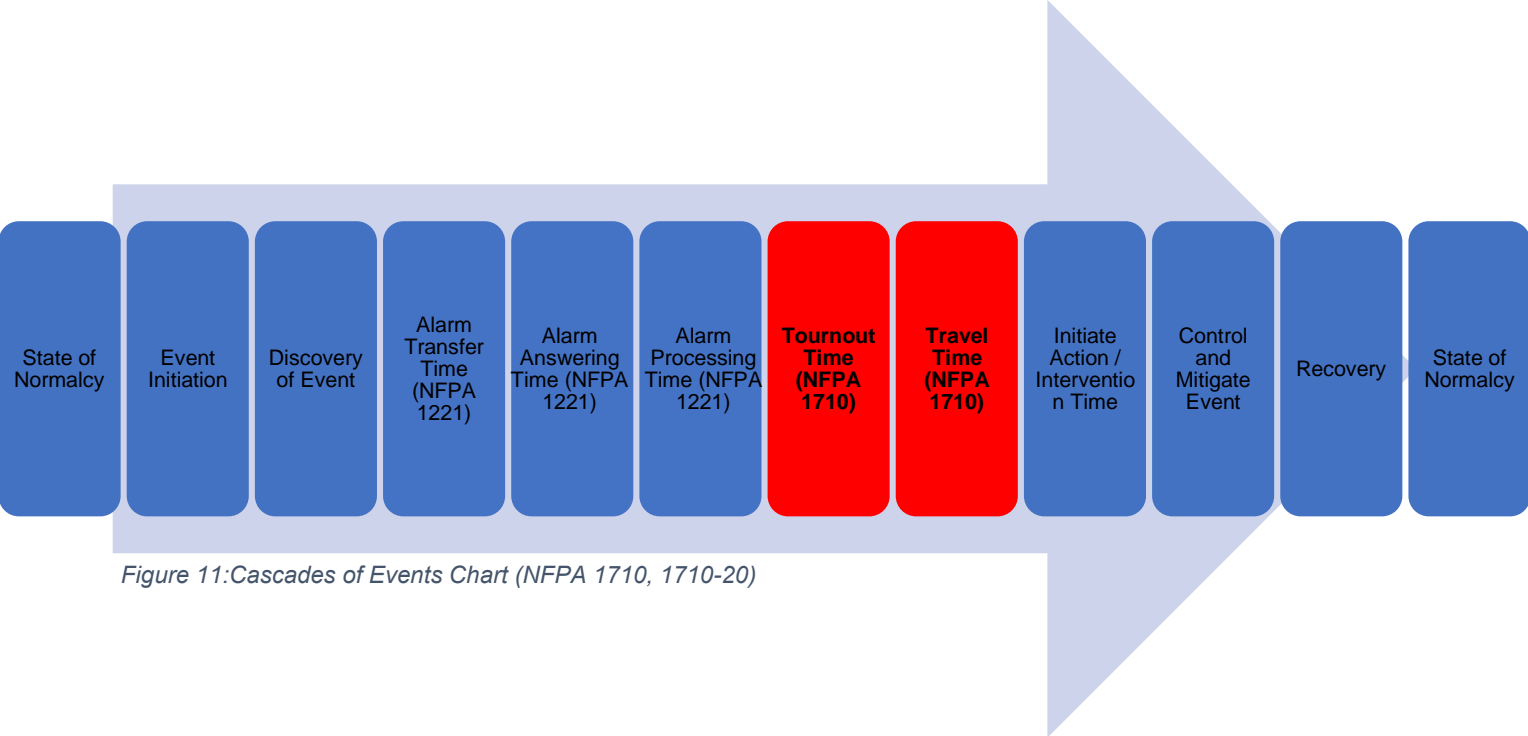 State of
Normalcy
Event
Initiation
Discovery
of Event
Alarm
Transfer
Time
(NFPA
1221)
Alarm
Answering
Time (NFPA
1221)
Alarm
Processing
Time (NFPA
1221)
Tournout
Time
(NFPA
1710)
Travel
Time
(NFPA
1710)
Initiate
Action /
Interventio
n Time
Control
and
Mitigate
Event
Recovery
State of
Normalcy
Figure 11:Cascades of Events Chart (NFPA 1710, 1710-20)